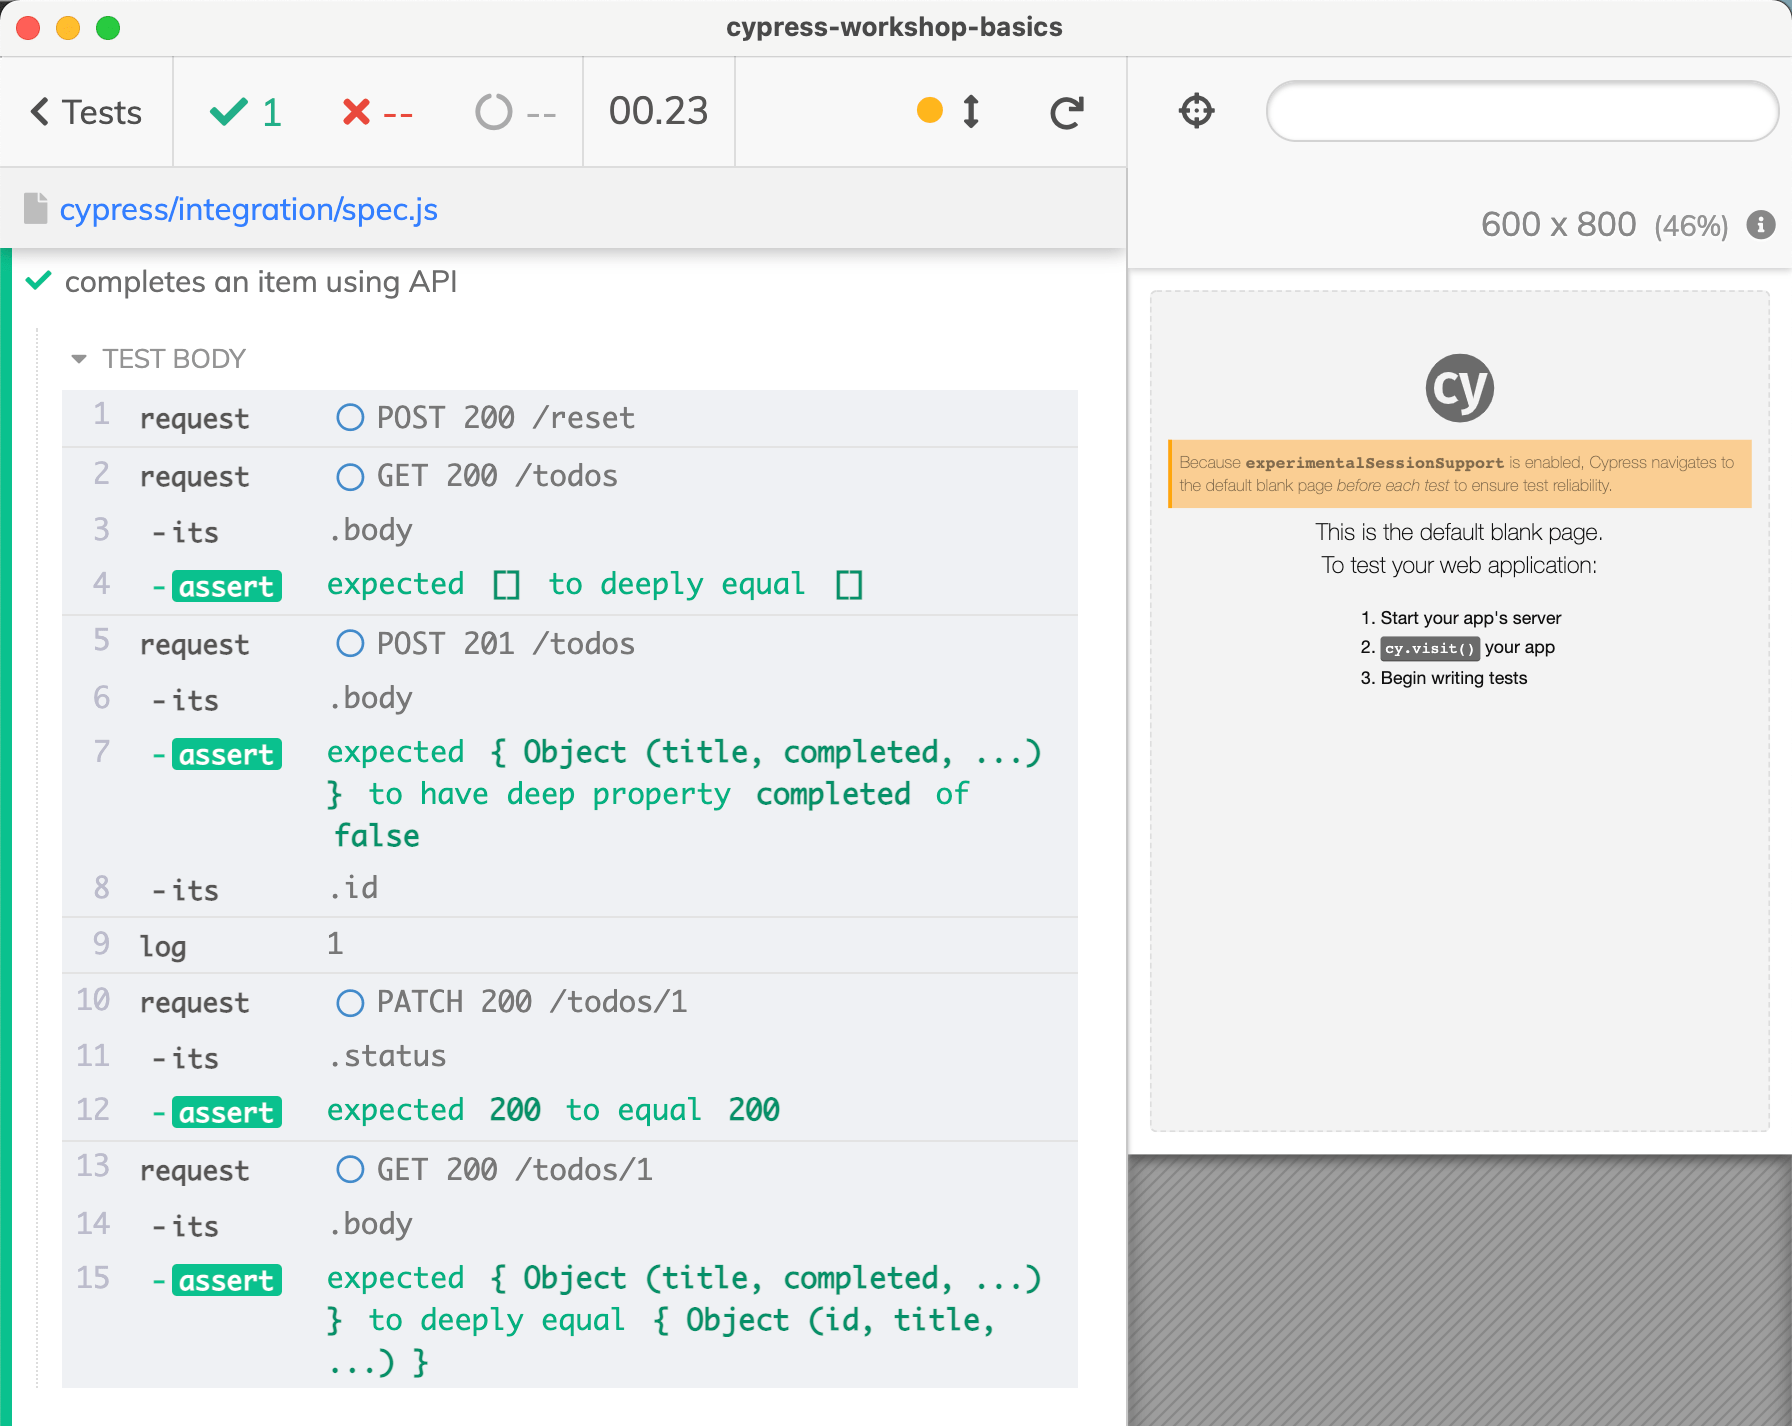 cypress-workshop-basics
Tests
1
--
--
00.23
cypress/integration/spec.js
completes an item using API
TEST BODY
1 request POST 200 /reset
2 request GET 200 /todos
3 -its .body
4 -assert expected [] to deeply equal []
5 request POST 201 /todos
6 -its .body
7 -assert expected { Object (title, completed, ...)
} to have deep property completed of
false
8 -its .id
9 log 1
10 request PATCH 200 /todos/1
11 -its .status
12 -assert expected 200 to equal 200
13 request GET 200 /todos/1
14 -its .body
15 -assert expected { Object (title, completed, ...)
} to deeply equal { Object (id, title,
...) }
600 x 800 (46%)
cy
Because experimentalSessionSupport is enabled, Cypress navigates to
the default blank page before each test to ensure test reliability.
This is the default blank page.
To test your web application:
1. Start your app's server
2. cy.visit() your app
3. Begin writing tests